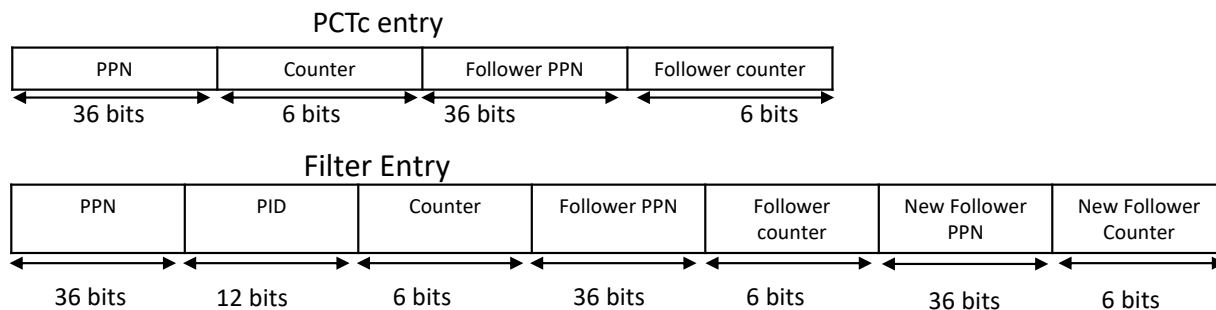 PCTc entry
PPN Counter Follower PPN Follower counter
36 bits 6 bits 36 bits 6 bits
Filter Entry
PPN PID Counter Follower PPN Follower New Follower New Follower
counter PPN Counter
36 bits 12 bits 6 bits 36 bits 6 bits 36 bits 6 bits